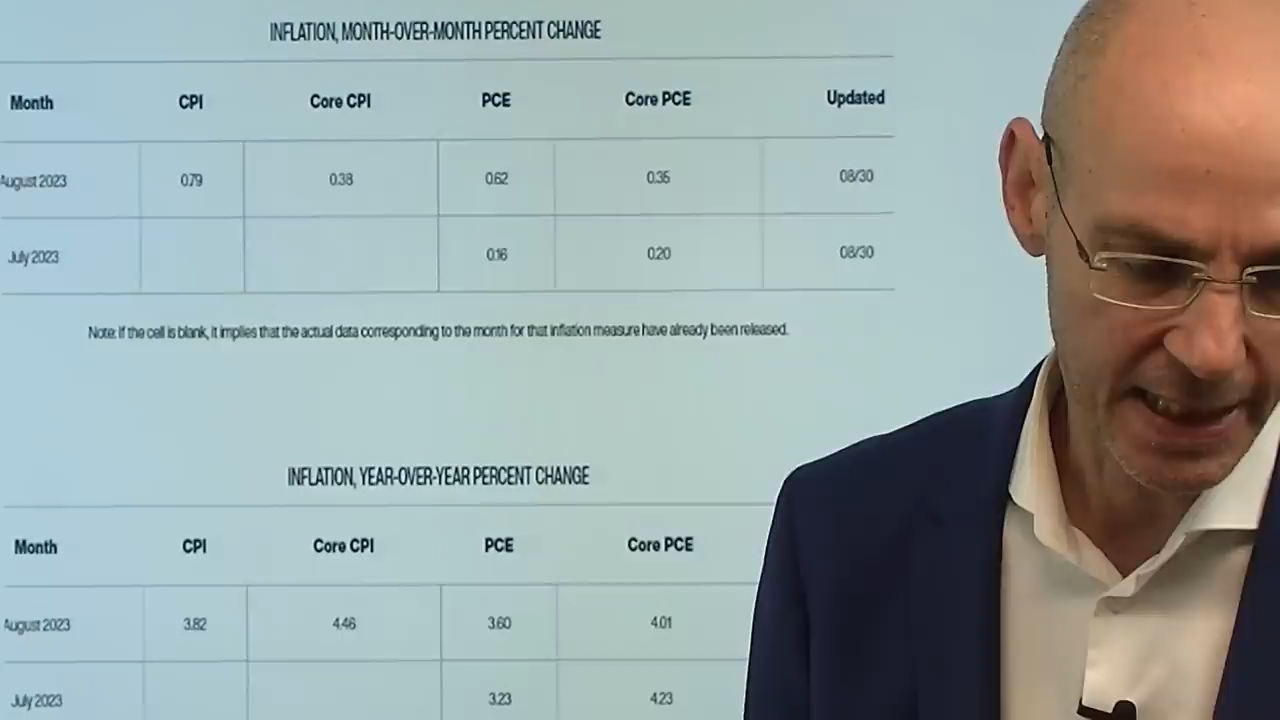 INFLATION, MONTH-OVER-MONTH PERCENT CHANGE
Month CPI Core CPI PCE Core PCE Updated
August 2023 0.79 0.38 0.62 0.35 08/30
July 2023 0.16 0.20 08/30
Note: If the cell is blank, it implies that the actual data corresponding to the month for that inflation measure have already been released.
INFLATION, YEAR-OVER-YEAR PERCENT CHANGE
Month CPI Core CPI PCE Core PCE
August 2023 3.82 4.46 3.60 4.01
July 2023 3.23 4.23